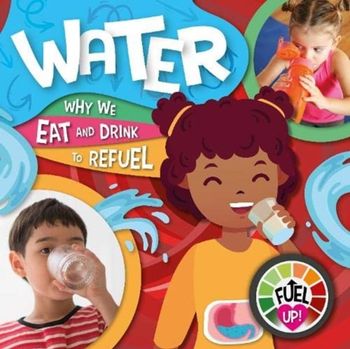 WATER
WHY WE
EAT AND DRINK
TO REFUEL
FUEL
UP!